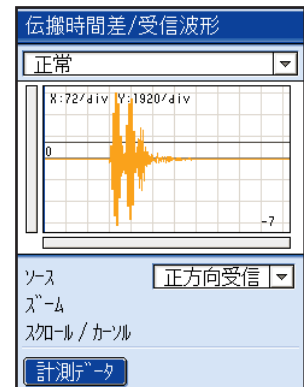 伝搬時間差/受信波形
正常
X:72/div Y:1920/div
0
-7
ソース 正方向受信
ズーム
スクロール / カーソル
計測データ